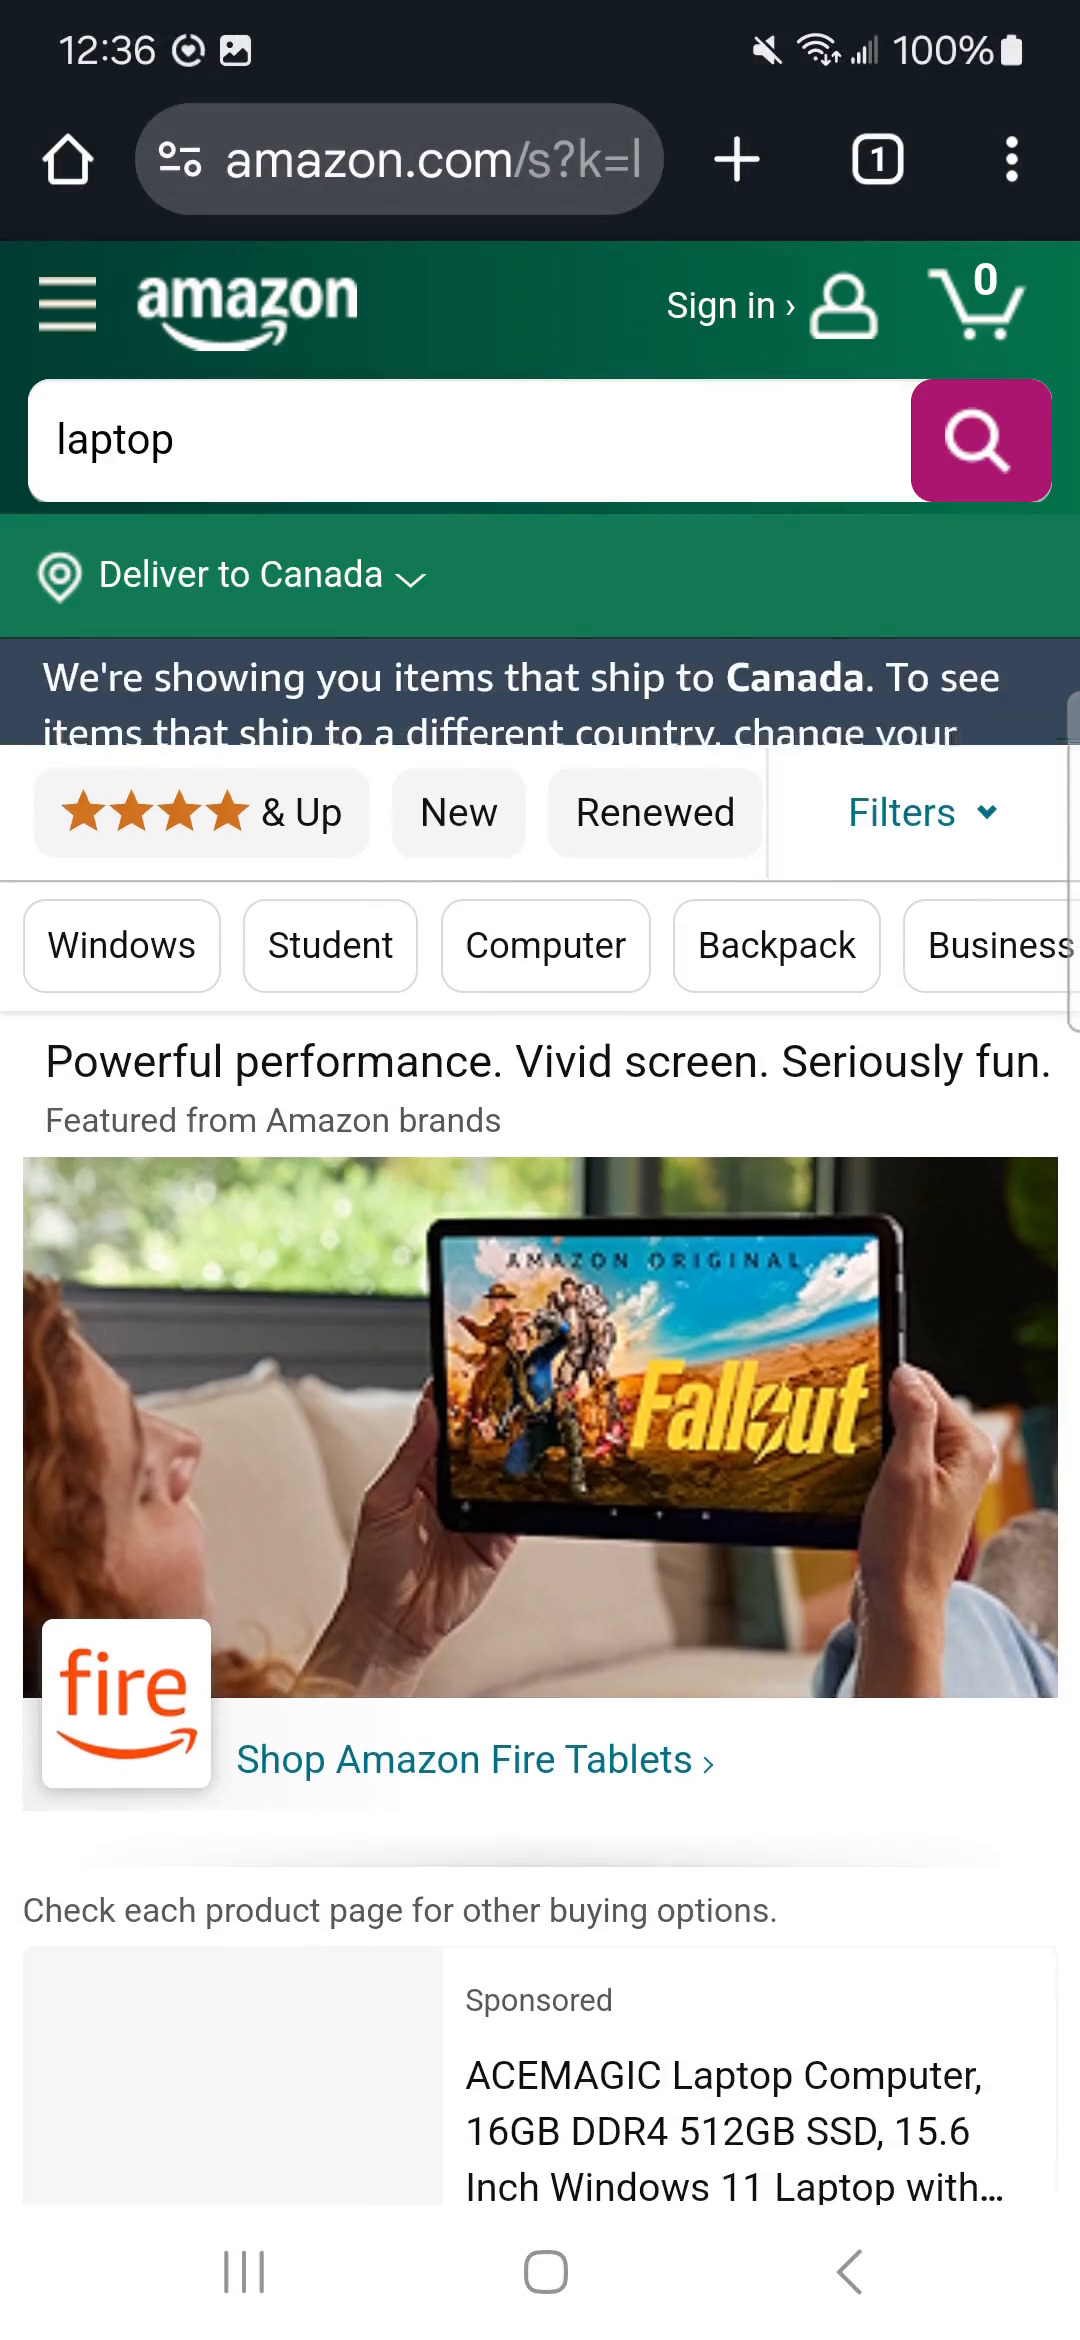 12:36
100%
amazon.com/s?k=l
1
amazon
Sign in ›
0
laptop
Deliver to Canada
We're showing you items that ship to Canada. To see
items that ship to a different country, change your
& Up
New
Renewed
Filters
Windows
Student
Computer
Backpack
Business
Powerful performance. Vivid screen. Seriously fun.
Featured from Amazon brands
AMAZON ORIGINAL
Fallout
fire
Shop Amazon Fire Tablets ›
Check each product page for other buying options.
Sponsored
ACEMAGIC Laptop Computer,
16GB DDR4 512GB SSD, 15.6
Inch Windows 11 Laptop with...